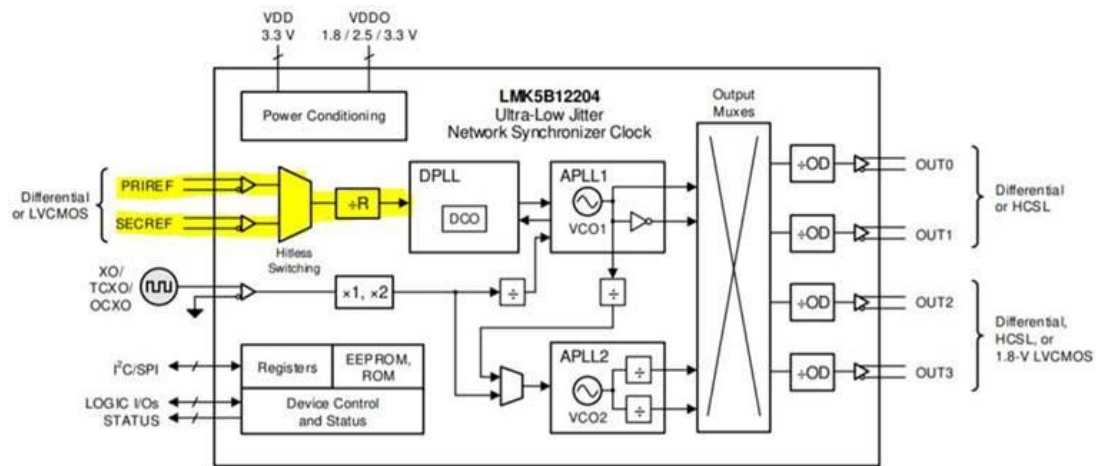 VDD
3.3 V
VDDO
1.8 / 2.5 / 3.3 V
Power Conditioning
LMK5B12204
Ultra-Low Jitter
Network Synchronizer Clock
Output
Muxes
Differential
or LVCMOS
PRIREF
SECREF
Hitless
Switching
÷R
DPLL
DCO
APLL1
VCO1
÷OD
OUT0
÷OD
OUT1
Differential
or HCSL
XO/
TCXO/
OCXO
×1, ×2
÷
÷
÷OD
OUT2
÷OD
OUT3
Differential,
HCSL, or
1.8-V LVCMOS
I²C/SPI
Registers
EEPROM,
ROM
LOGIC I/Os
STATUS
Device Control
and Status
APLL2
VCO2
÷
÷